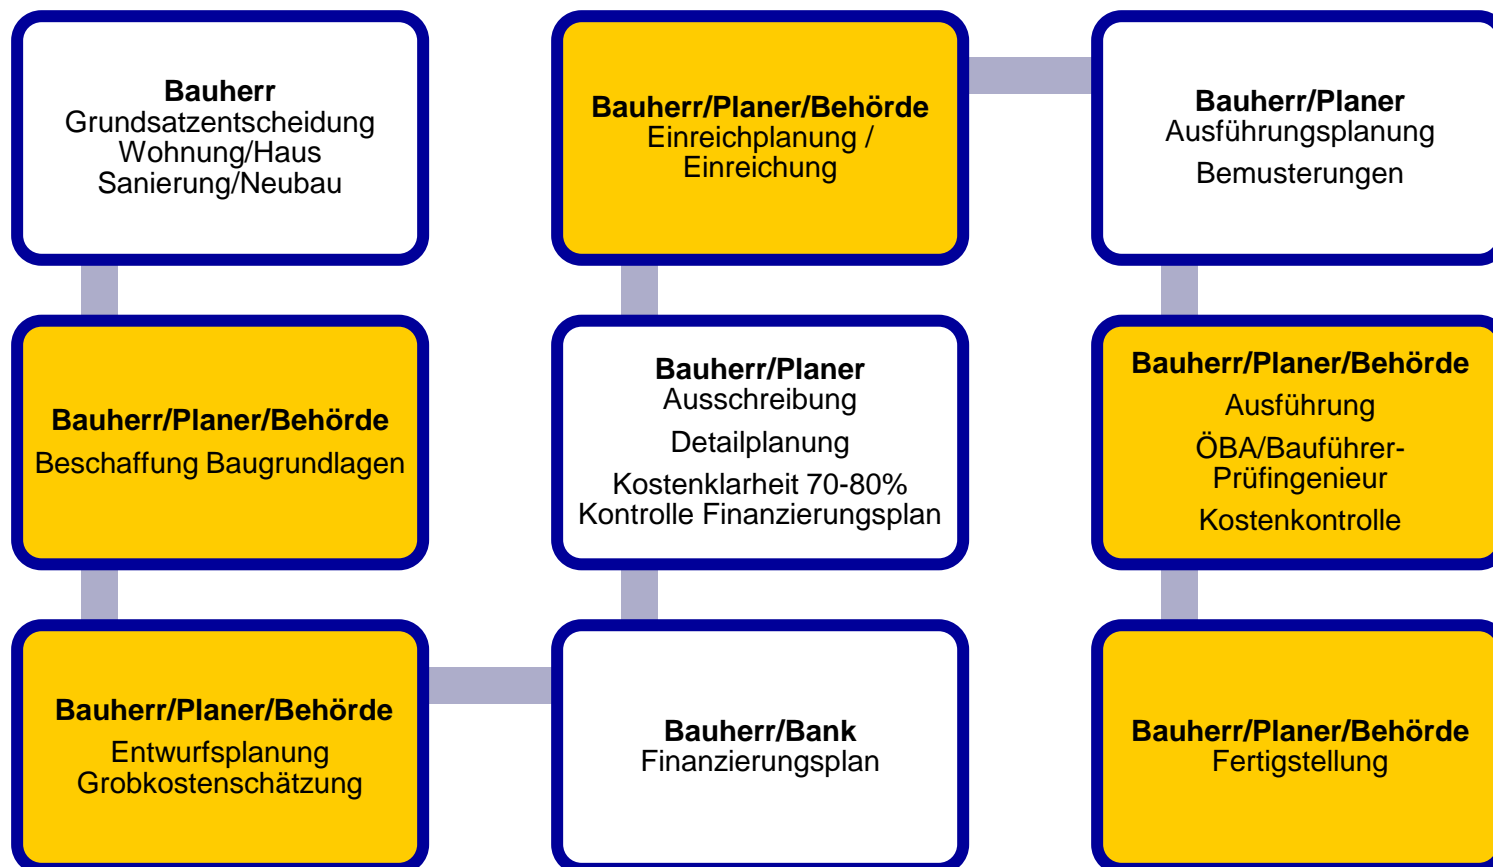 Bauherr
Grundsatzentscheidung
Wohnung/Haus
Sanierung/Neubau
Bauherr/Planer/Behörde
Beschaffung Baugrundlagen
Bauherr/Planer/Behörde
Entwurfsplanung
Grobkostenschätzung
Bauherr/Bank
Finanzierungsplan
Bauherr/Planer
Ausschreibung
Detailplanung
Kostenklarheit 70-80%
Kontrolle Finanzierungsplan
Bauherr/Planer/Behörde
Einreichplanung /
Einreichung
Bauherr/Planer
Ausführungsplanung
Bemusterungen
Bauherr/Planer/Behörde
Ausführung
ÖBA/Bauführer-
Prüfingenieur
Kostenkontrolle
Bauherr/Planer/Behörde
Fertigstellung